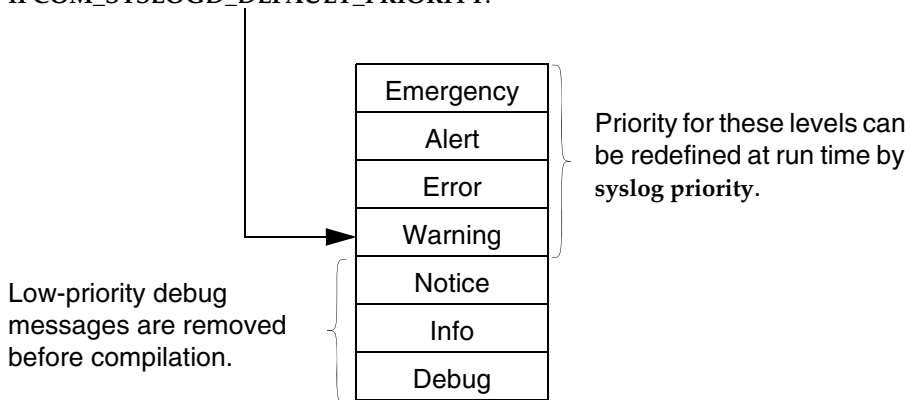 IPCOM_SYSLOGD_DEFAULT_PRIORITY.
Emergency
Alert
Error
Warning
Notice
Info
Debug
Priority for these levels can
be redefined at run time by
syslog priority.
Low-priority debug
messages are removed
before compilation.